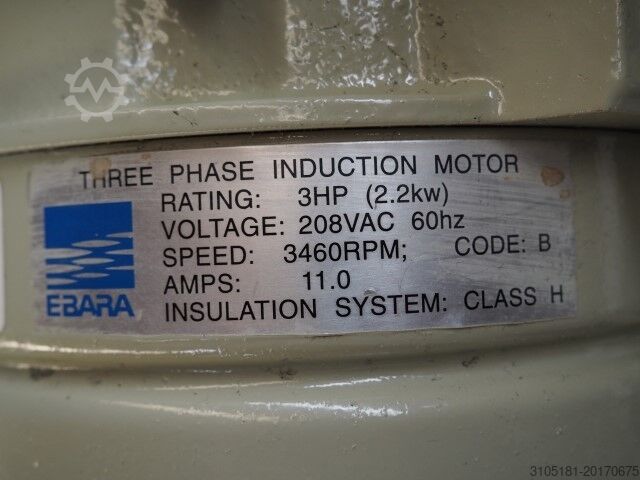 THREE PHASE INDUCTION MOTOR
RATING: 3HP (2.2kw)
VOLTAGE: 208VAC 60hz
SPEED: 3460RPM; CODE: B
AMPS: 11.0
INSULATION SYSTEM: CLASS H
EBARA
3105181-20170675